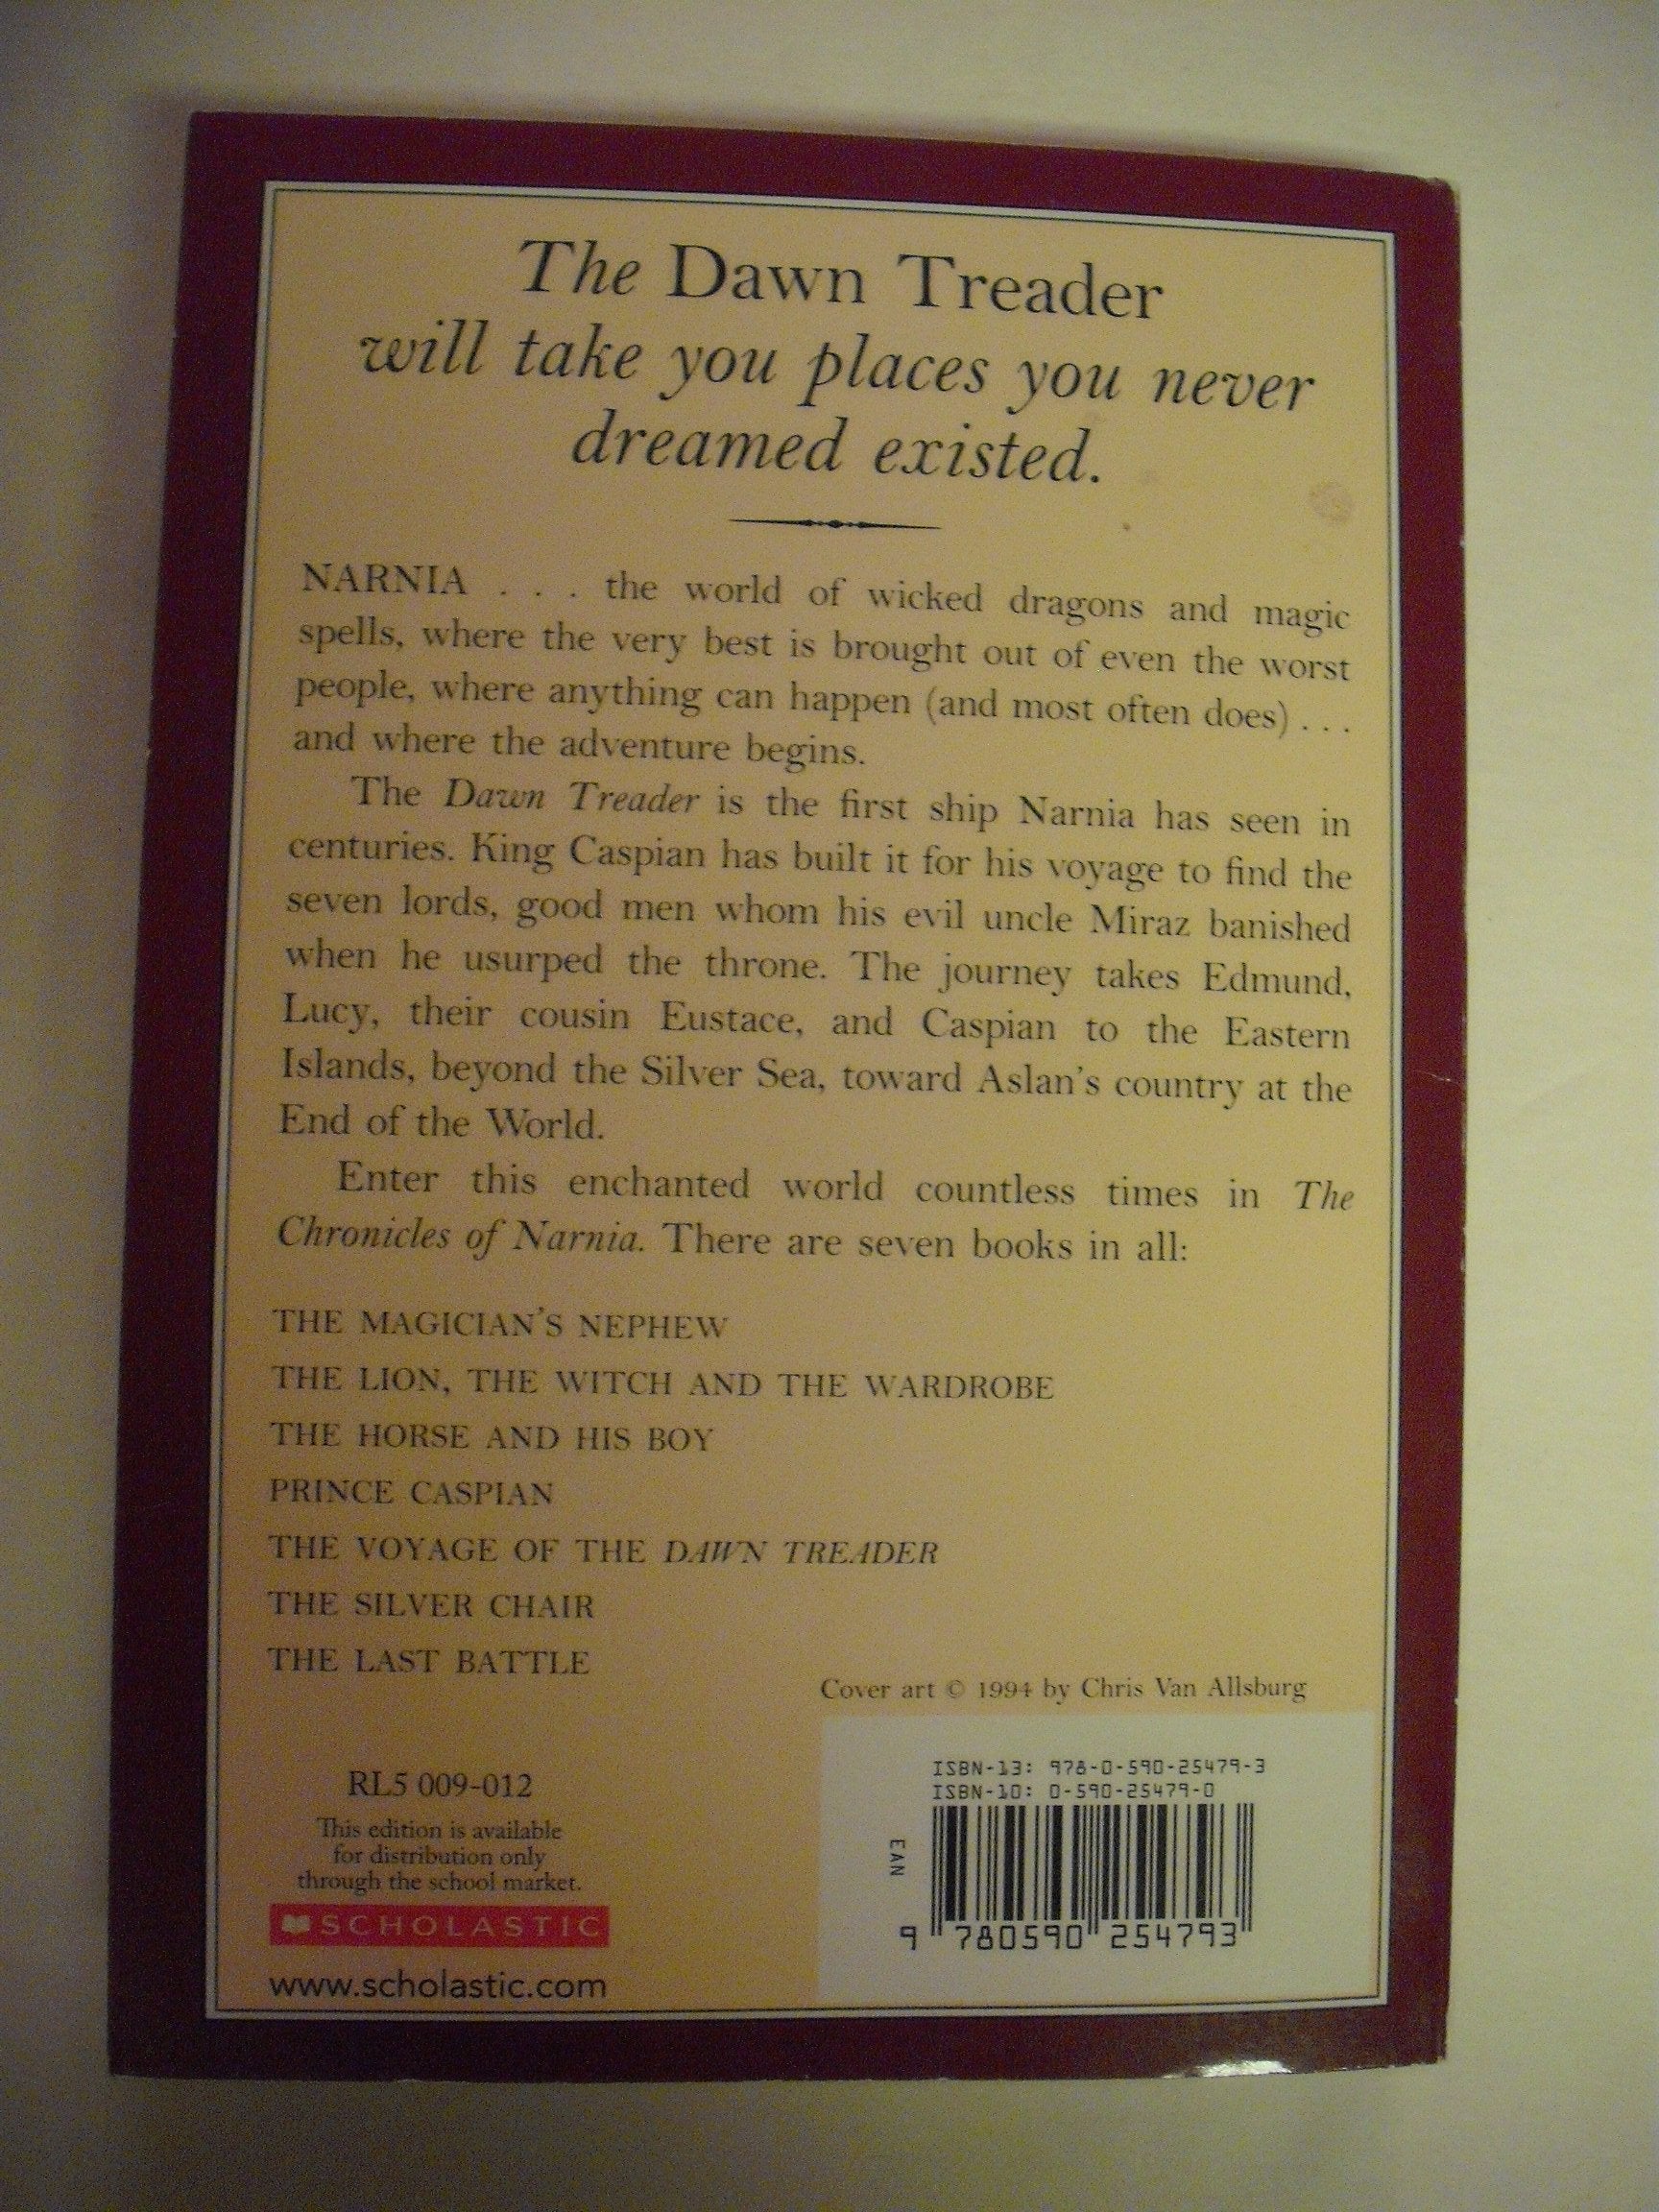 The Dawn Treader
will take you places you never
dreamed existed.
NARNIA . . . the world of wicked dragons and magic
spells, where the very best is brought out of even the worst
people, where anything can happen (and most often does) . . .
and where the adventure begins.
The Dawn Treader is the first ship Narnia has seen in
centuries. King Caspian has built it for his voyage to find the
seven lords, good men whom his evil uncle Miraz banished
when he usurped the throne. The journey takes Edmund,
Lucy, their cousin Eustace, and Caspian to the Eastern
Islands, beyond the Silver Sea, toward Aslan's country at the
End of the World.
Enter this enchanted world countless times in The
Chronicles of Narnia. There are seven books in all:
THE MAGICIAN'S NEPHEW
THE LION, THE WITCH AND THE WARDROBE
THE HORSE AND HIS BOY
PRINCE CASPIAN
THE VOYAGE OF THE DAWN TREADER
THE SILVER CHAIR
THE LAST BATTLE
Cover art © 1994 by Chris Van Allsburg
RL5 009-012
This edition is available
for distribution only
through the school market.
SCHOLASTIC
www.scholastic.com
ISBN-13: 978-0-590-25479-3
ISBN-10: 0-590-25479-0
EAN
9 780590 254793